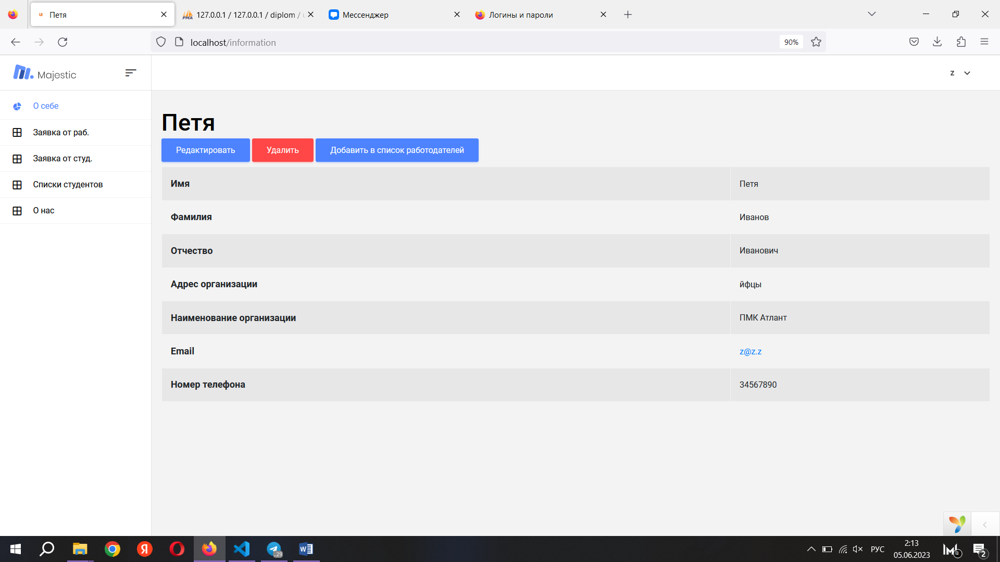 Петя
127.0.0.1 / 127.0.0.1 / diplom / u
Мессенджер
Логины и пароли
localhost/information
90%
Majestic
z
О себе
Заявка от раб.
Заявка от студ.
Списки студентов
О нас
Петя
Редактировать
Удалить
Добавить в список работодателей
Имя
Петя
Фамилия
Иванов
Отчество
Иванович
Адрес организации
йфцы
Наименование организации
ПМК Атлант
Email
z@z.z
Номер телефона
34567890
29
РУС
2:13
05.06.2023
2